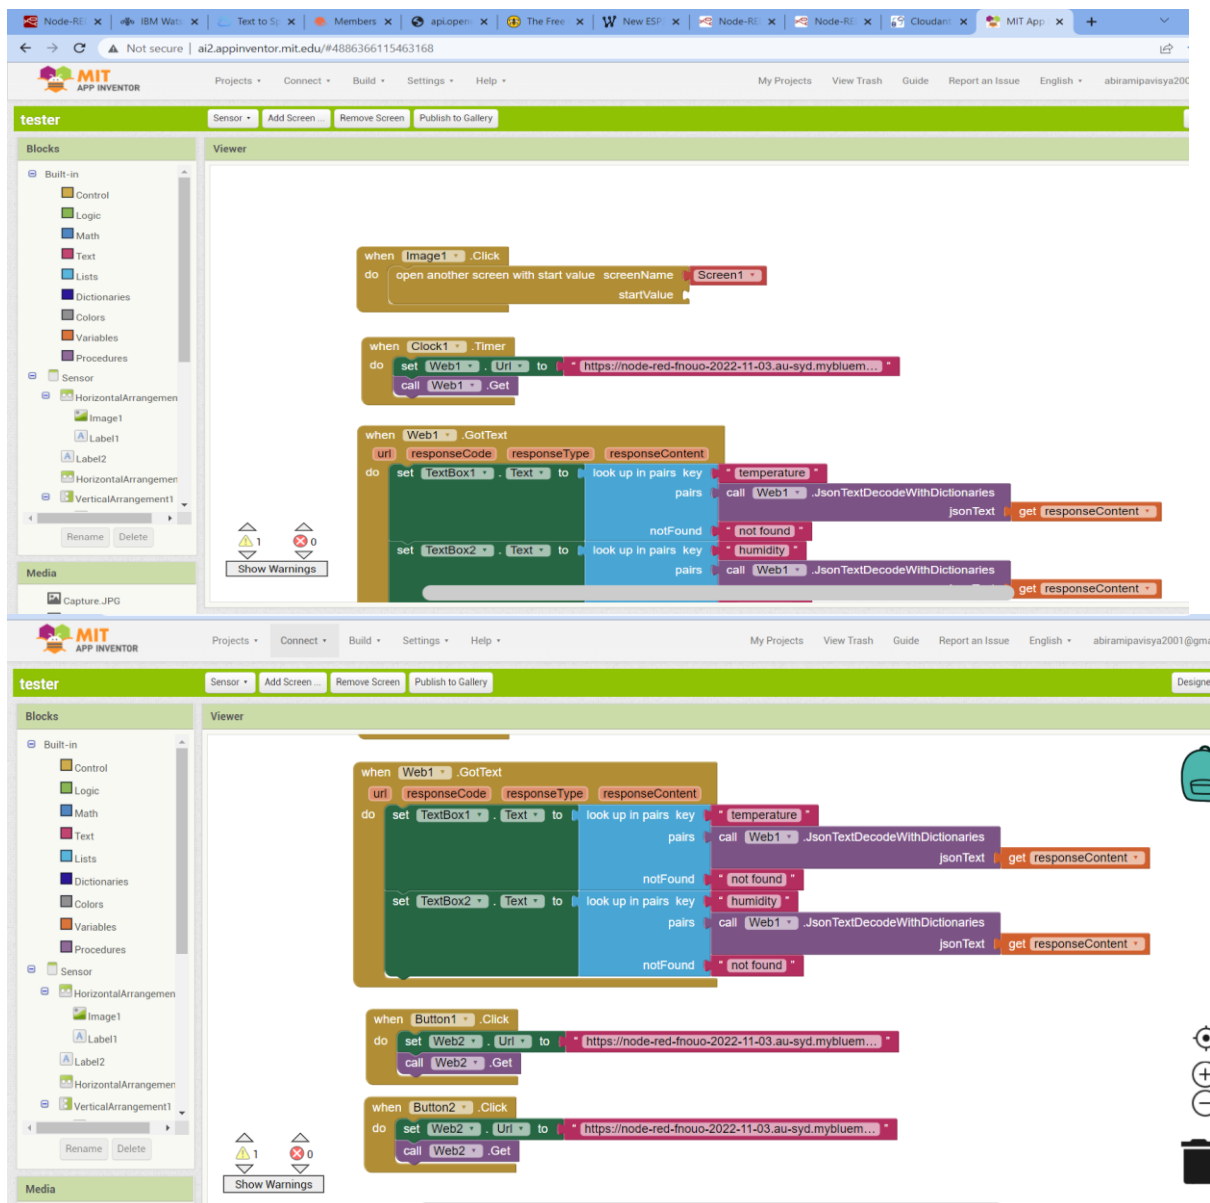 Node-RE IBM Wat Text to Sp Members api.open The Free New ESP Node-RE Node-RE Cloudant MIT App
Not secure | ai2.appinventor.mit.edu/#4886366115463168
MIT APP INVENTOR Projects Connect Build Settings Help My Projects View Trash Guide Report an Issue English abiramipavisya200
tester Sensor Add Screen ... Remove Screen Publish to Gallery
Blocks Viewer
Built-in
Control
Logic
Math
Text
Lists
Dictionaries
Colors
Variables
Procedures
Sensor
HorizontalArrangemen
Image1
Label1
Label2
HorizontalArrangemen
VerticalArrangement1
Rename Delete
Media
Capture.JPG
when Image1 .Click
do open another screen with start value screenName Screen1
startValue
when Clock1 .Timer
do set Web1 . Url to " https://node-red-fnouo-2022-11-03.au-syd.mybluem... "
call Web1 .Get
when Web1 .GotText
url responseCode responseType responseContent
do set TextBox1 . Text to look up in pairs key " temperature "
pairs call Web1 .JsonTextDecodeWithDictionaries
jsonText get responseContent
notFound " not found "
set TextBox2 . Text to look up in pairs key " humidity "
pairs call Web1 .JsonTextDecodeWithDictionaries
get responseContent
1 0
Show Warnings
MIT APP INVENTOR Projects Connect Build Settings Help My Projects View Trash Guide Report an Issue English abiramipavisya2001@gma
tester Sensor Add Screen ... Remove Screen Publish to Gallery Designe
Blocks Viewer
Built-in
Control
Logic
Math
Text
Lists
Dictionaries
Colors
Variables
Procedures
Sensor
HorizontalArrangemen
Image1
Label1
Label2
HorizontalArrangemen
VerticalArrangement1
Rename Delete
Media
when Web1 .GotText
url responseCode responseType responseContent
do set TextBox1 . Text to look up in pairs key " temperature "
pairs call Web1 .JsonTextDecodeWithDictionaries
jsonText get responseContent
notFound " not found "
set TextBox2 . Text to look up in pairs key " humidity "
pairs call Web1 .JsonTextDecodeWithDictionaries
jsonText get responseContent
notFound " not found "
when Button1 .Click
do set Web2 . Url to " https://node-red-fnouo-2022-11-03.au-syd.mybluem... "
call Web2 .Get
when Button2 .Click
do set Web2 . Url to " https://node-red-fnouo-2022-11-03.au-syd.mybluem... "
call Web2 .Get
1 0
Show Warnings